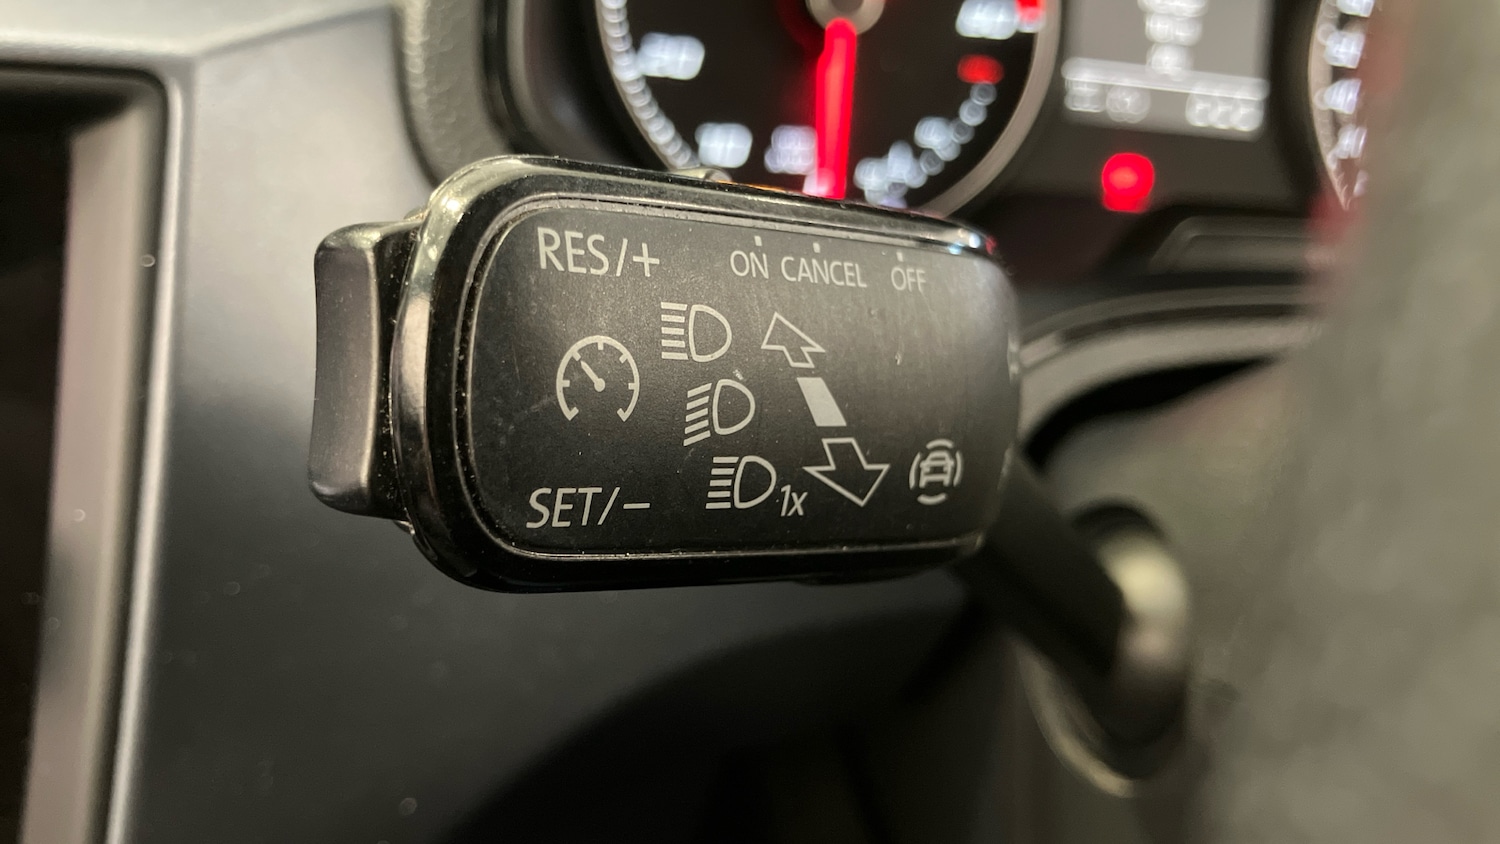 RES/+
ON CANCEL OFF
1x
SET/−